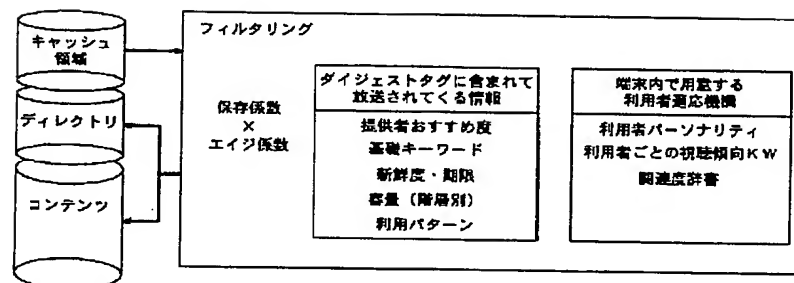 キャッシュ
領域
ディレクトリ
コンテンツ
フィルタリング
保存係数
×
エイジ係数
ダイジェストタグに含まれて
放送されてくる情報
提供者おすすめ度
基礎キーワード
新鮮度・期限
容量（階層別）
利用パターン
端末内で用意する
利用者適応機構
利用者パーソナリティ
利用者ごとの視聴傾向KW
関連度辞書